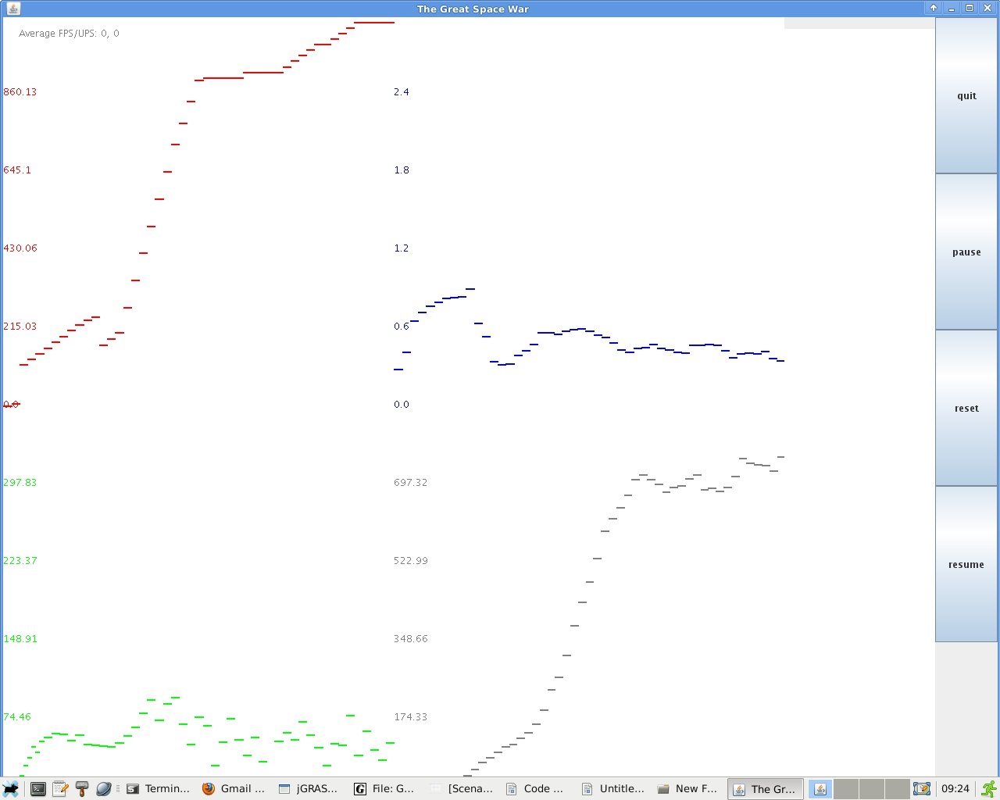 The Great Space War
Average FPS/UPS: 0, 0
860.13
2.4
quit
645.1
1.8
430.06
1.2
pause
215.03
0.6
0.0
0.0
reset
297.83
697.32
223.37
522.99
resume
148.91
348.66
74.46
174.33
Termin...
Gmail ...
jGRAS...
File: G...
[Scena...
Code ...
Untitle...
New F...
The Gr...
09:24